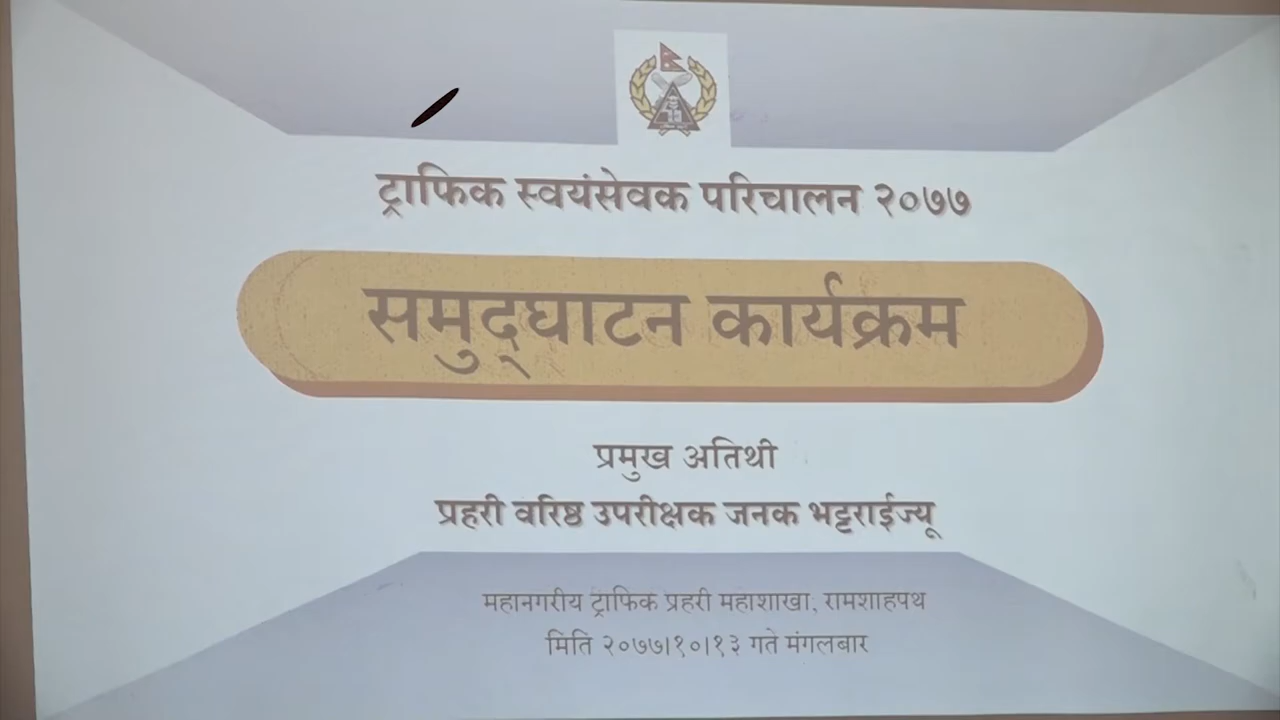 ट्राफिक स्वयंसेवक परिचालन २०७७
समुद्घाटन कार्यक्रम
प्रमुख अतिथी
प्रहरी वरिष्ठ उपरीक्षक जनक भट्टराईज्यू
महानगरीय ट्राफिक प्रहरी महाशाखा, रामशाहपथ
मिति २०७७।१०।१३ गते मंगलबार